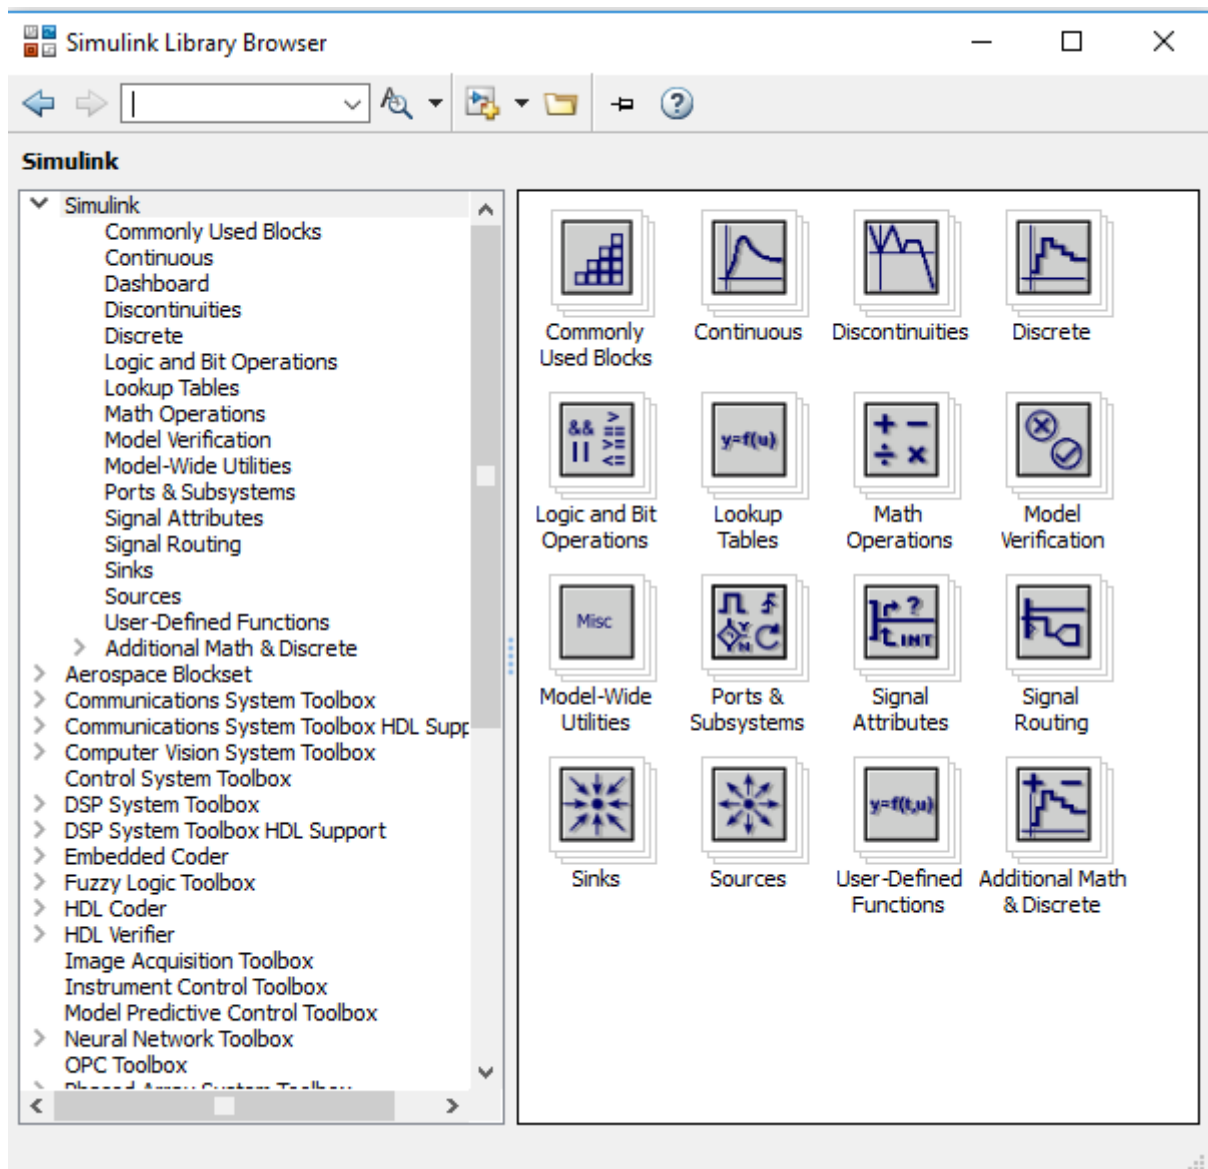 Simulink Library Browser
Simulink
Simulink
Commonly Used Blocks
Continuous
Dashboard
Discontinuities
Discrete
Logic and Bit Operations
Lookup Tables
Math Operations
Model Verification
Model-Wide Utilities
Ports & Subsystems
Signal Attributes
Signal Routing
Sinks
Sources
User-Defined Functions
Additional Math & Discrete
Aerospace Blockset
Communications System Toolbox
Communications System Toolbox HDL Supp
Computer Vision System Toolbox
Control System Toolbox
DSP System Toolbox
DSP System Toolbox HDL Support
Embedded Coder
Fuzzy Logic Toolbox
HDL Coder
HDL Verifier
Image Acquisition Toolbox
Instrument Control Toolbox
Model Predictive Control Toolbox
Neural Network Toolbox
OPC Toolbox
Phased Array System Toolbox
Commonly
Used Blocks
Continuous
Discontinuities
Discrete
&& > ==
|| >= <=
Logic and Bit
Operations
y=f(u)
Lookup
Tables
+ −
÷ ×
Math
Operations
Model
Verification
Misc
Model-Wide
Utilities
Y
N
Ports &
Subsystems
?
INT
Signal
Attributes
Signal
Routing
Sinks
Sources
y=f(t,u)
User-Defined
Functions
+ −
Additional Math
& Discrete